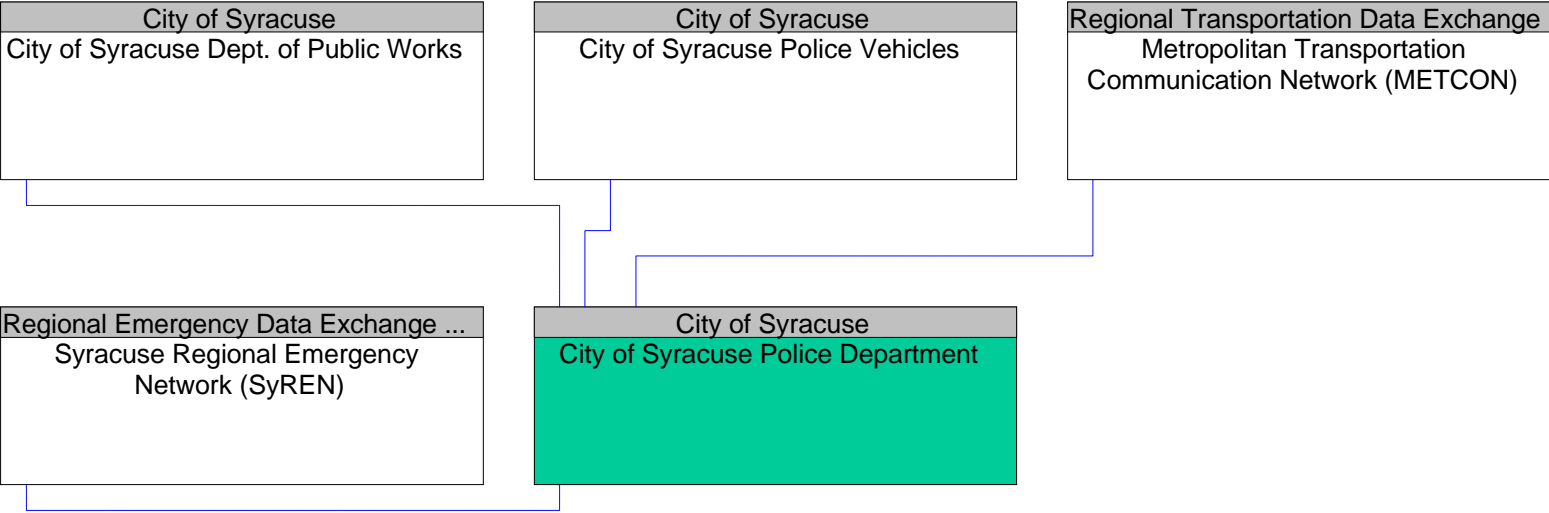 City of Syracuse
City of Syracuse Dept. of Public Works
City of Syracuse
City of Syracuse Police Vehicles
Regional Transportation Data Exchange
Metropolitan Transportation
Communication Network (METCON)
Regional Emergency Data Exchange ...
Syracuse Regional Emergency
Network (SyREN)
City of Syracuse
City of Syracuse Police Department